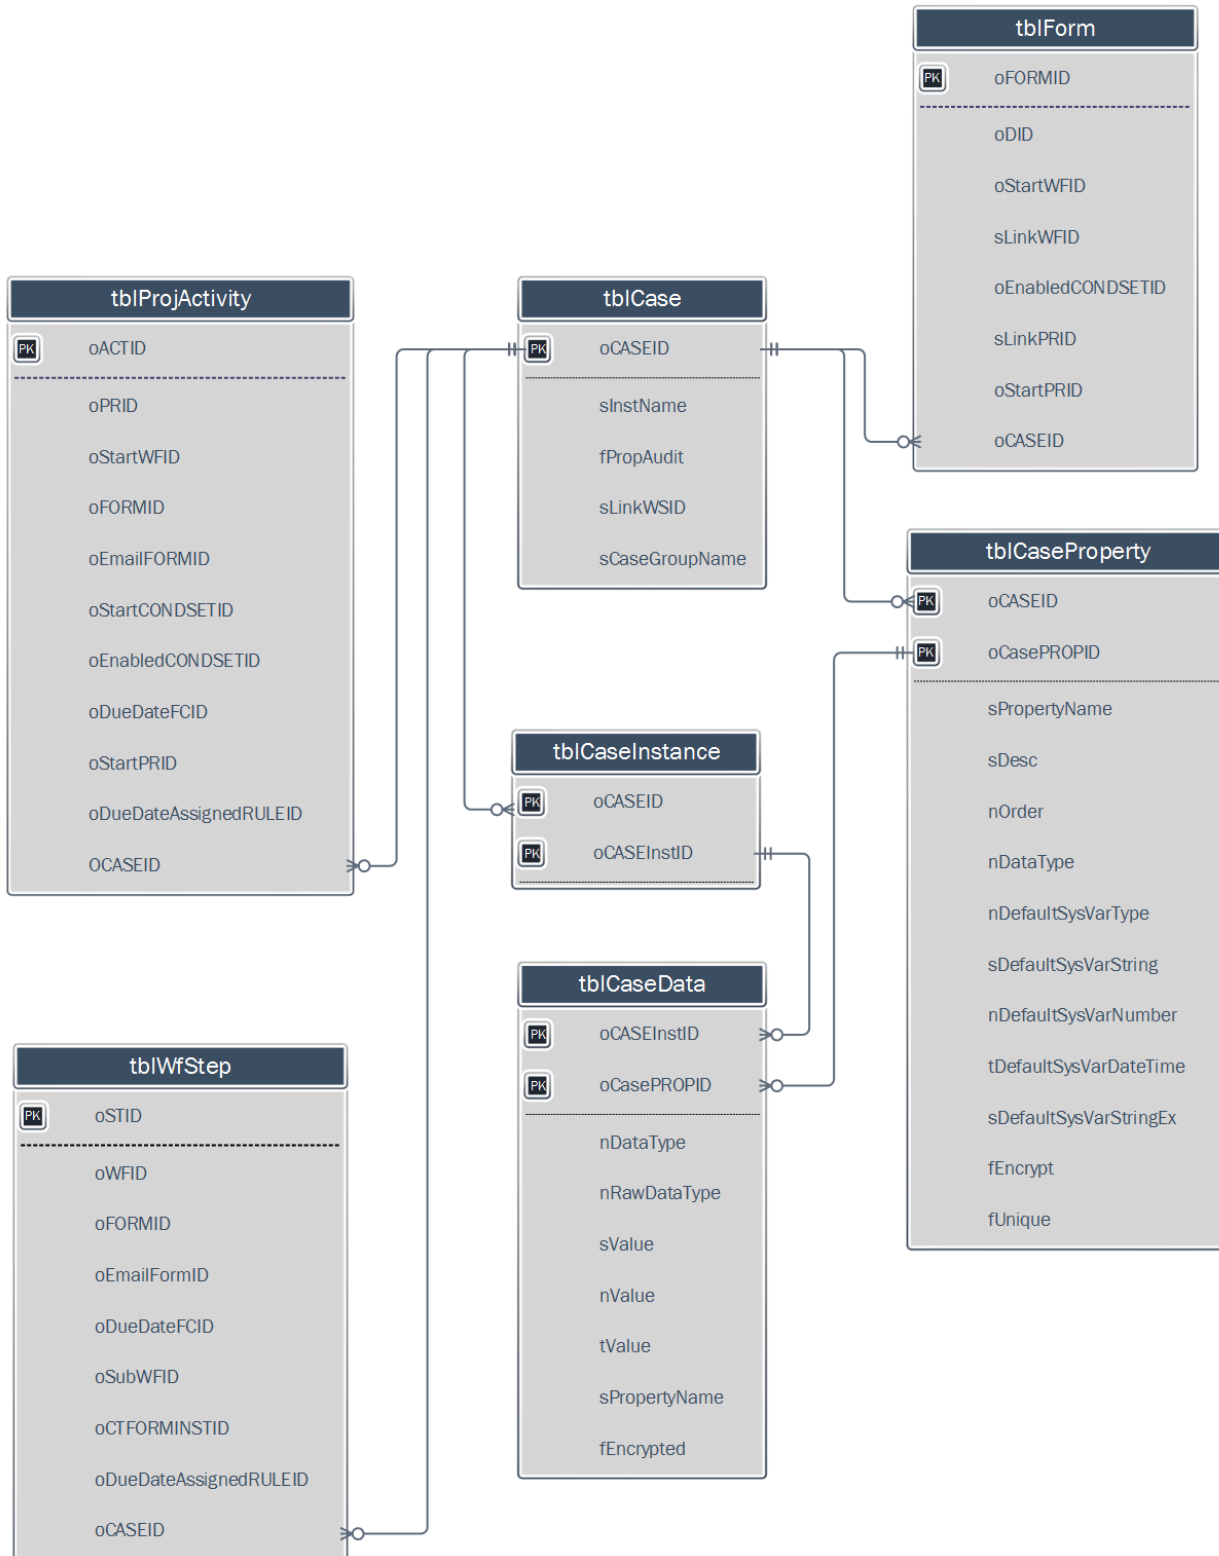 tblForm
PK oFORMID
oDID
oStartWFID
sLinkWFID
oEnabledCONDSETID
sLinkPRID
oStartPRID
oCASEID
tblProjActivity
PK oACTID
oPRID
oStartWFID
oFORMID
oEmailFORMID
oStartCONDSETID
oEnabledCONDSETID
oDueDateFCID
oStartPRID
oDueDateAssignedRULEID
OCASEID
tblCase
PK oCASEID
sInstName
fPropAudit
sLinkWSID
sCaseGroupName
tblCaseProperty
PK oCASEID
PK oCasePROPID
sPropertyName
sDesc
nOrder
nDataType
nDefaultSysVarType
sDefaultSysVarString
nDefaultSysVarNumber
tDefaultSysVarDateTime
sDefaultSysVarStringEx
fEncrypt
fUnique
tblCaseInstance
PK oCASEID
PK oCASEInstID
tblCaseData
PK oCASEInstID
PK oCasePROPID
nDataType
nRawDataType
sValue
nValue
tValue
sPropertyName
fEncrypted
tblWfStep
PK oSTID
oWFID
oFORMID
oEmailFormID
oDueDateFCID
oSubWFID
oCTFORMINSTID
oDueDateAssignedRULEID
oCASEID